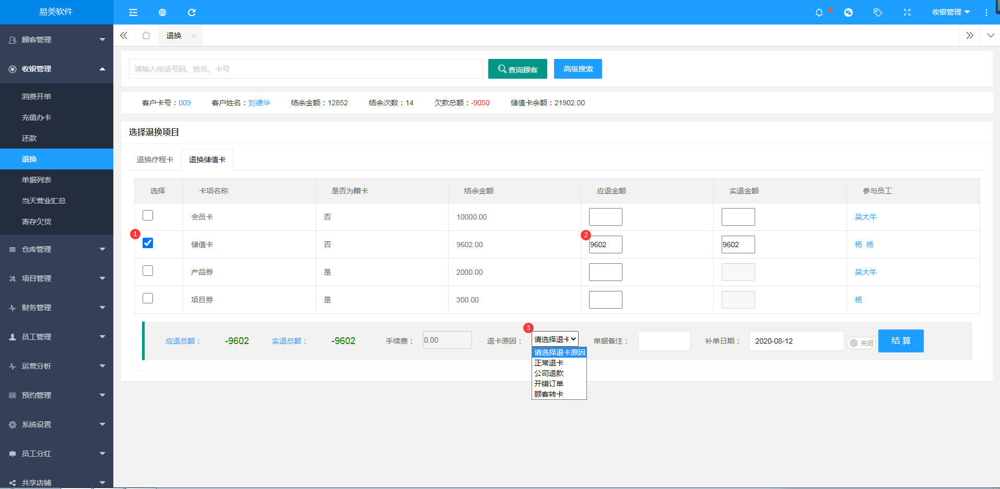 易美软件
收银管理
顾客管理
收银管理
消费开单
充值办卡
还款
退换
单据列表
当天营业汇总
寄存欠货
仓库管理
项目管理
财务管理
员工管理
运营分析
预约管理
系统设置
员工分红
共享店铺
退换
请输入电话号码、姓名、卡号
查询顾客
高级搜索
客户卡号：009 客户姓名：刘德华 结余金额：12852 结余次数：14 欠款总额：-9050 储值卡余额：21902.00
选择退换项目
退换疗程卡 退换储值卡
选择 卡项名称 是否为赠卡 结余金额 应退金额 实退金额 参与员工
会员卡 否 10000.00 吴大牛
1 储值卡 否 9602.00 2 9602 9602 杨 杨
产品券 是 2000.00 吴大牛
项目券 是 300.00 杨
3
应退总额： -9602 实退总额： -9602 手续费： 0.00 退卡原因： 请选择退卡 单据备注： 补单日期： 2020-08-12 关闭 结 算
请选择退卡原因
正常退卡
公司退款
开错订单
顾客转卡